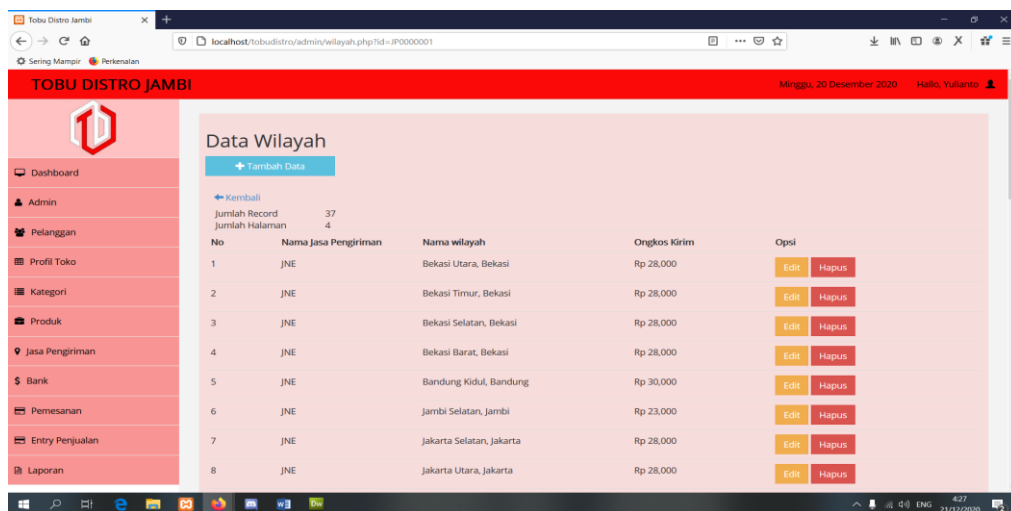 Tobu Distro Jambi
localhost/tobudistro/admin/wilayah.php?id=JP0000001
Sering Mampir Perkenalan
TOBU DISTRO JAMBI Minggu, 20 Desember 2020 Hallo, Yulianto
Dashboard
Admin
Pelanggan
Profil Toko
Kategori
Produk
Jasa Pengiriman
Bank
Pemesanan
Entry Penjualan
Laporan
Data Wilayah
Tambah Data
Kembali
Jumlah Record 37
Jumlah Halaman 4
No Nama Jasa Pengiriman Nama wilayah Ongkos Kirim Opsi
1 JNE Bekasi Utara, Bekasi Rp 28,000 Edit Hapus
2 JNE Bekasi Timur, Bekasi Rp 28,000 Edit Hapus
3 JNE Bekasi Selatan, Bekasi Rp 28,000 Edit Hapus
4 JNE Bekasi Barat, Bekasi Rp 28,000 Edit Hapus
5 JNE Bandung Kidul, Bandung Rp 30,000 Edit Hapus
6 JNE Jambi Selatan, Jambi Rp 23,000 Edit Hapus
7 JNE Jakarta Selatan, Jakarta Rp 28,000 Edit Hapus
8 JNE Jakarta Utara, Jakarta Rp 28,000 Edit Hapus
ENG 4:27
21/12/2020